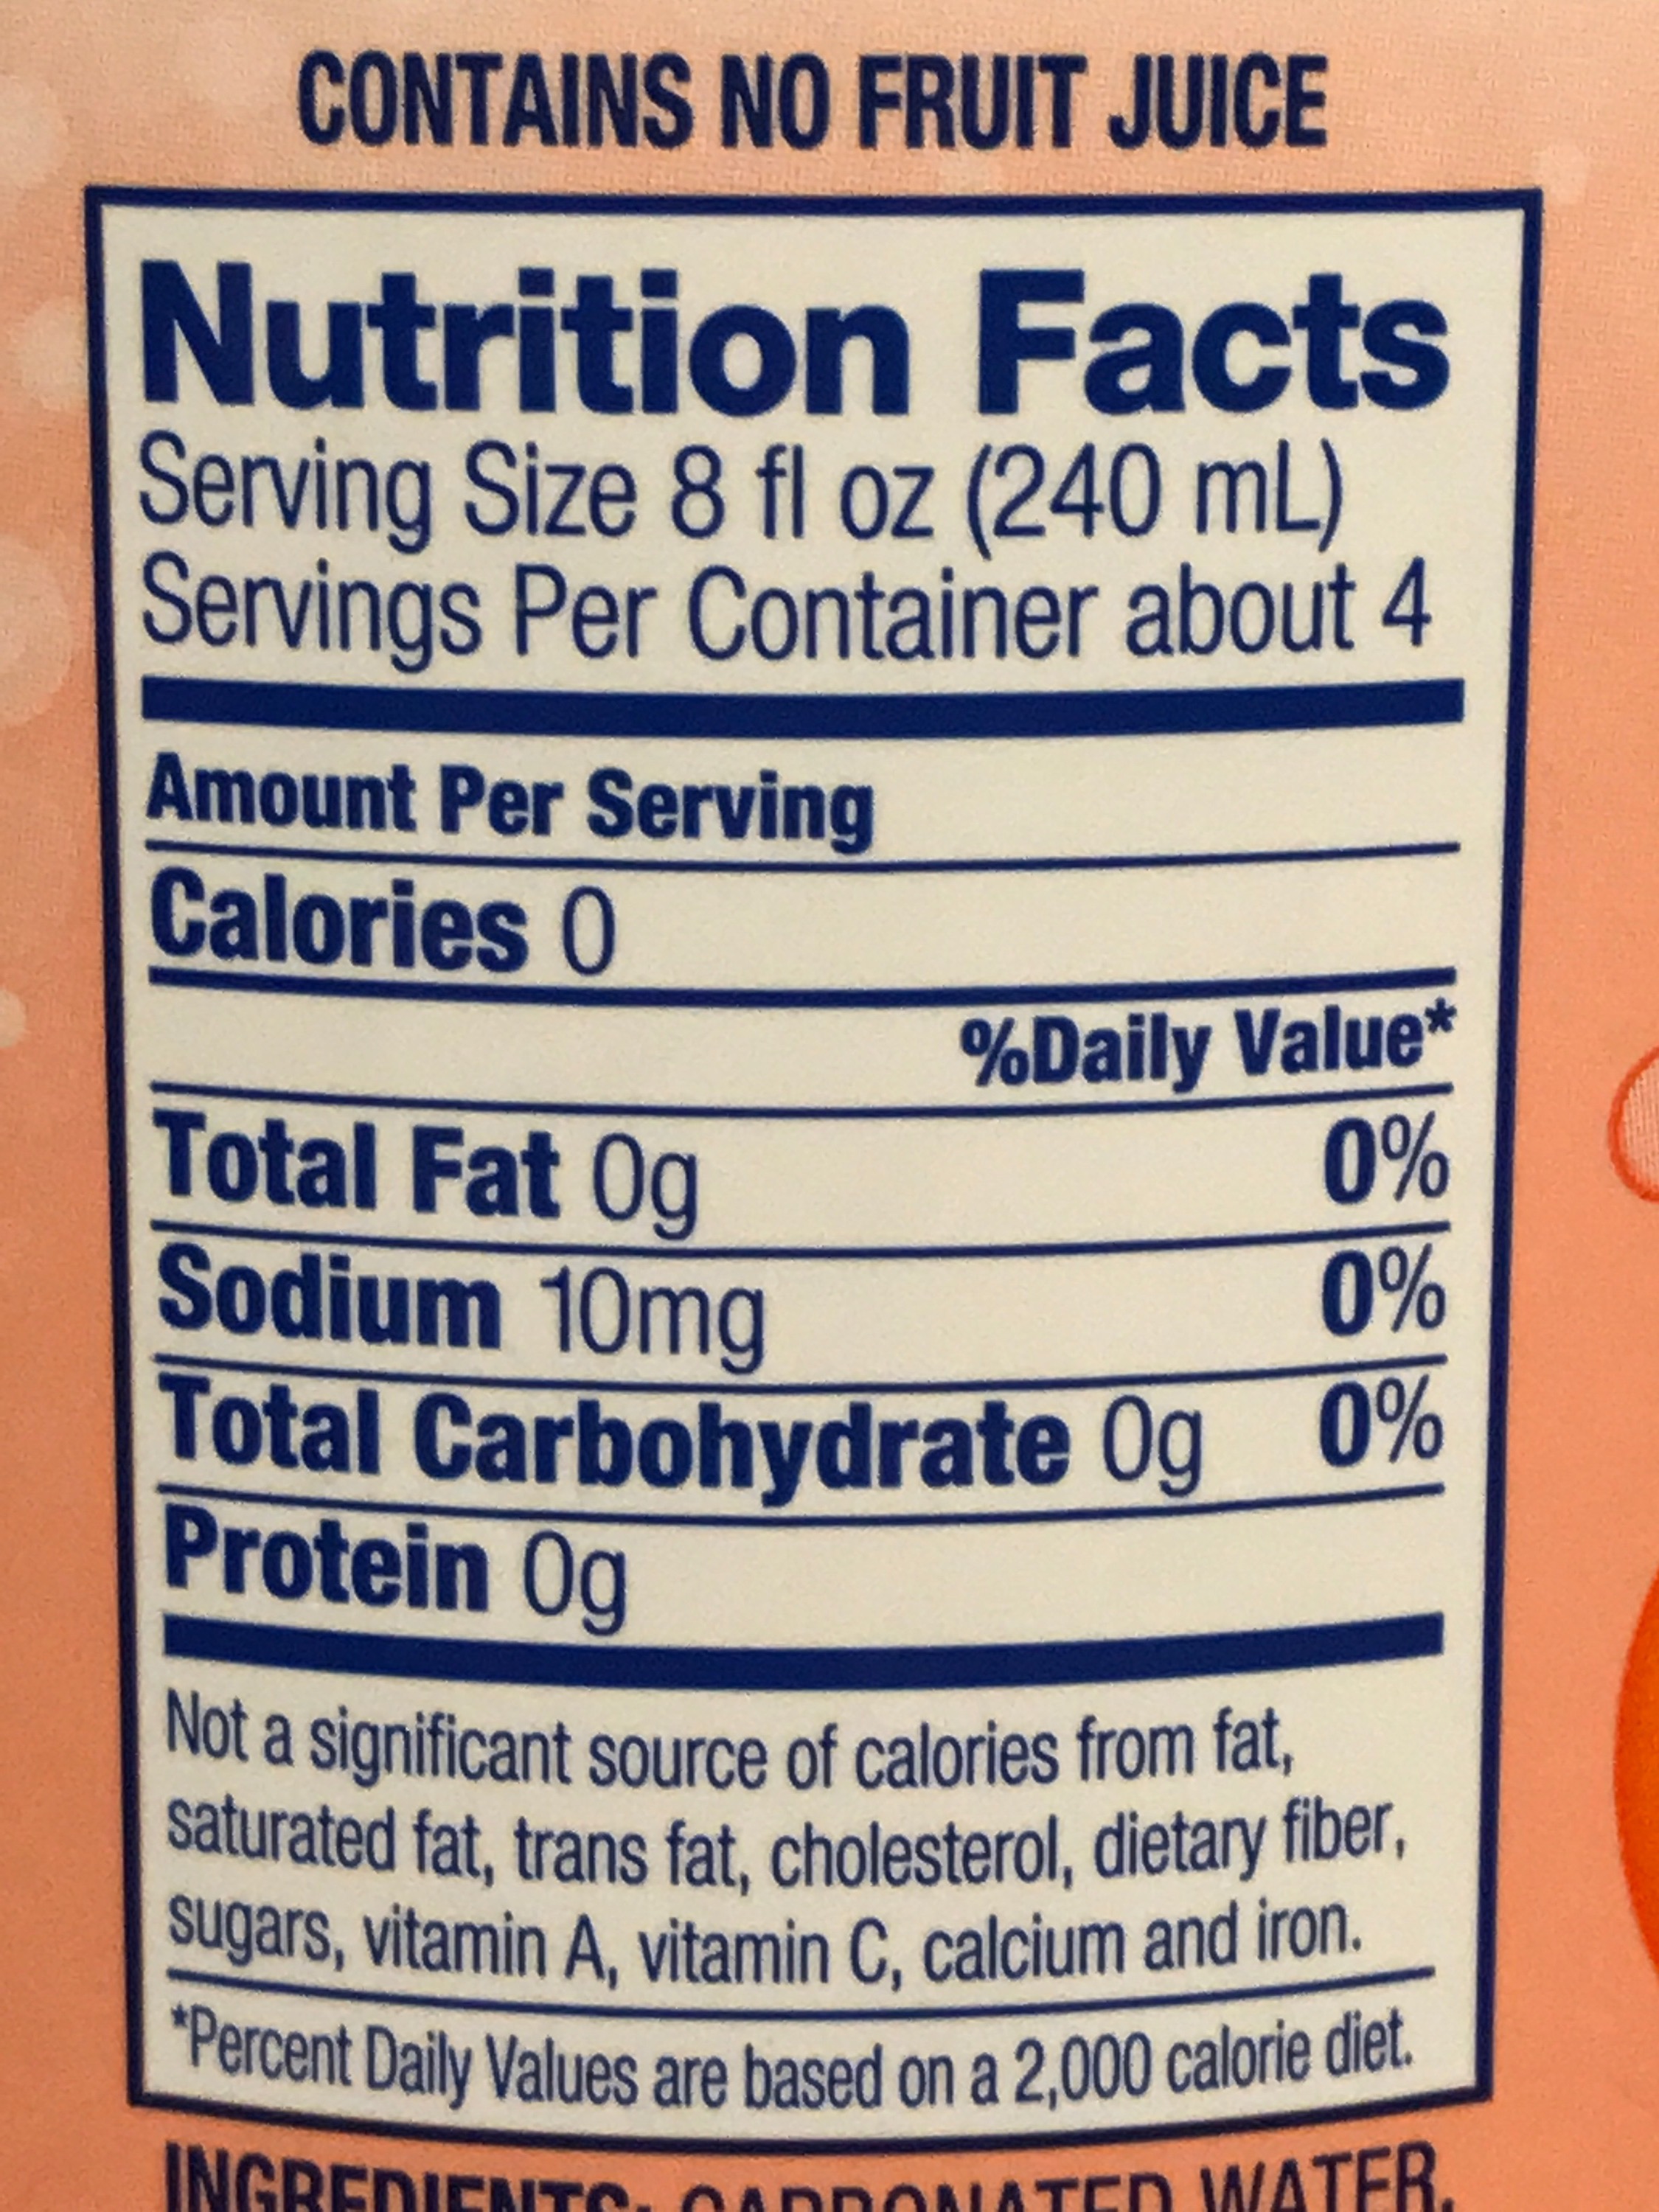 CONTAINS NO FRUIT JUICE
Nutrition Facts
Serving Size 8 fl oz (240 mL)
Servings Per Container about 4
Amount Per Serving
Calories 0
%Daily Value*
Total Fat 0g 0%
Sodium 10mg 0%
Total Carbohydrate 0g 0%
Protein 0g
Not a significant source of calories from fat,
saturated fat, trans fat, cholesterol, dietary fiber,
sugars, vitamin A, vitamin C, calcium and iron.
*Percent Daily Values are based on a 2,000 calorie diet.
INGREDIENTS: CARBONATED WATER,